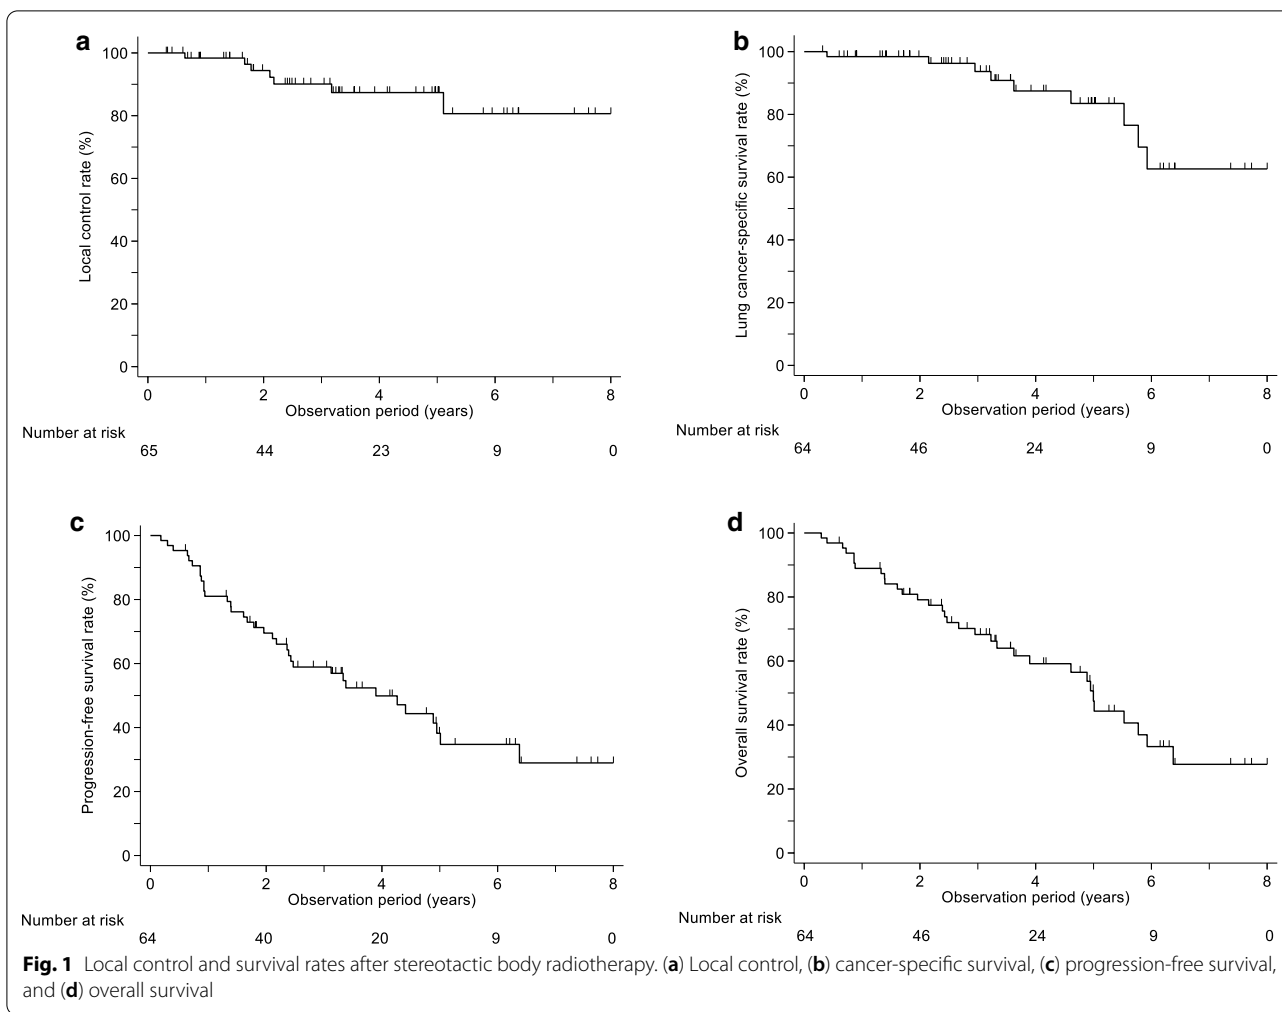 a
100
80
60
40
20
0
Local control rate (%)
0 2 4 6 8
Observation period (years)
Number at risk
65 44 23 9 0
b
100
80
60
40
20
0
Lung cancer-specific survival rate (%)
0 2 4 6 8
Observation period (years)
Number at risk
64 46 24 9 0
c
100
80
60
40
20
0
Progression-free survival rate (%)
0 2 4 6 8
Observation period (years)
Number at risk
64 40 20 9 0
d
100
80
60
40
20
0
Overall survival rate (%)
0 2 4 6 8
Observation period (years)
Number at risk
64 46 24 9 0
Fig. 1 Local control and survival rates after stereotactic body radiotherapy. (a) Local control, (b) cancer-specific survival, (c) progression-free survival,
and (d) overall survival